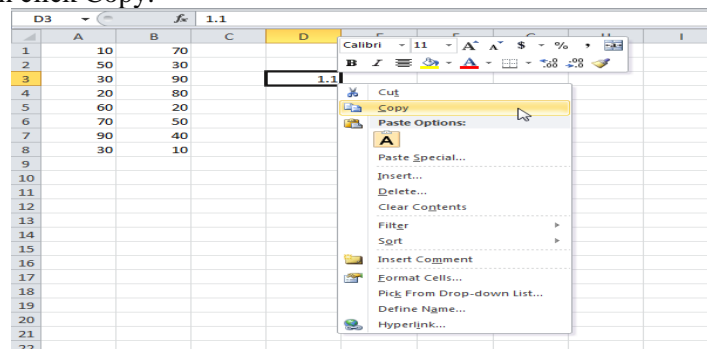 n click Copy.
D3 fx 1.1
A B C D I
Calibri 11 A A $ % ,
B I A .00 .0
1 10 70
2 50 30
3 30 90 1.1
4 20 80
5 60 20
6 70 50
7 90 40
8 30 10
9
10
11
12
13
14
15
16
17
18
19
20
21
22
Cut
Copy
Paste Options:
A
Paste Special...
Insert...
Delete...
Clear Contents
Filter
Sort
Insert Comment
Format Cells...
Pick From Drop-down List...
Define Name...
Hyperlink...